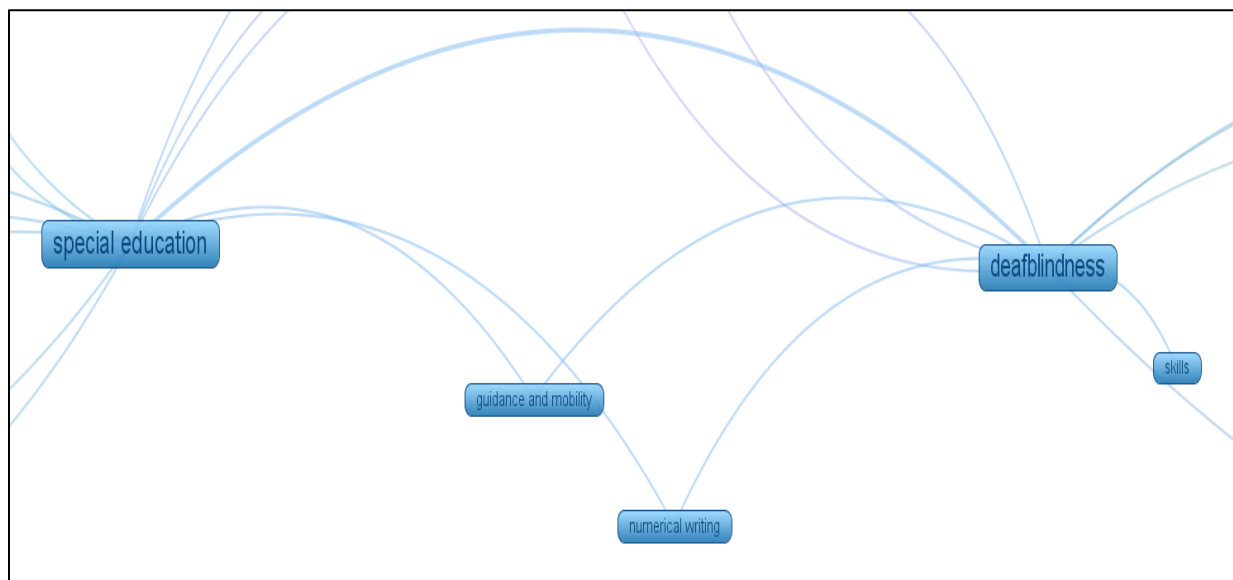 special education
deafblindness
skills
guidance and mobility
numerical writing